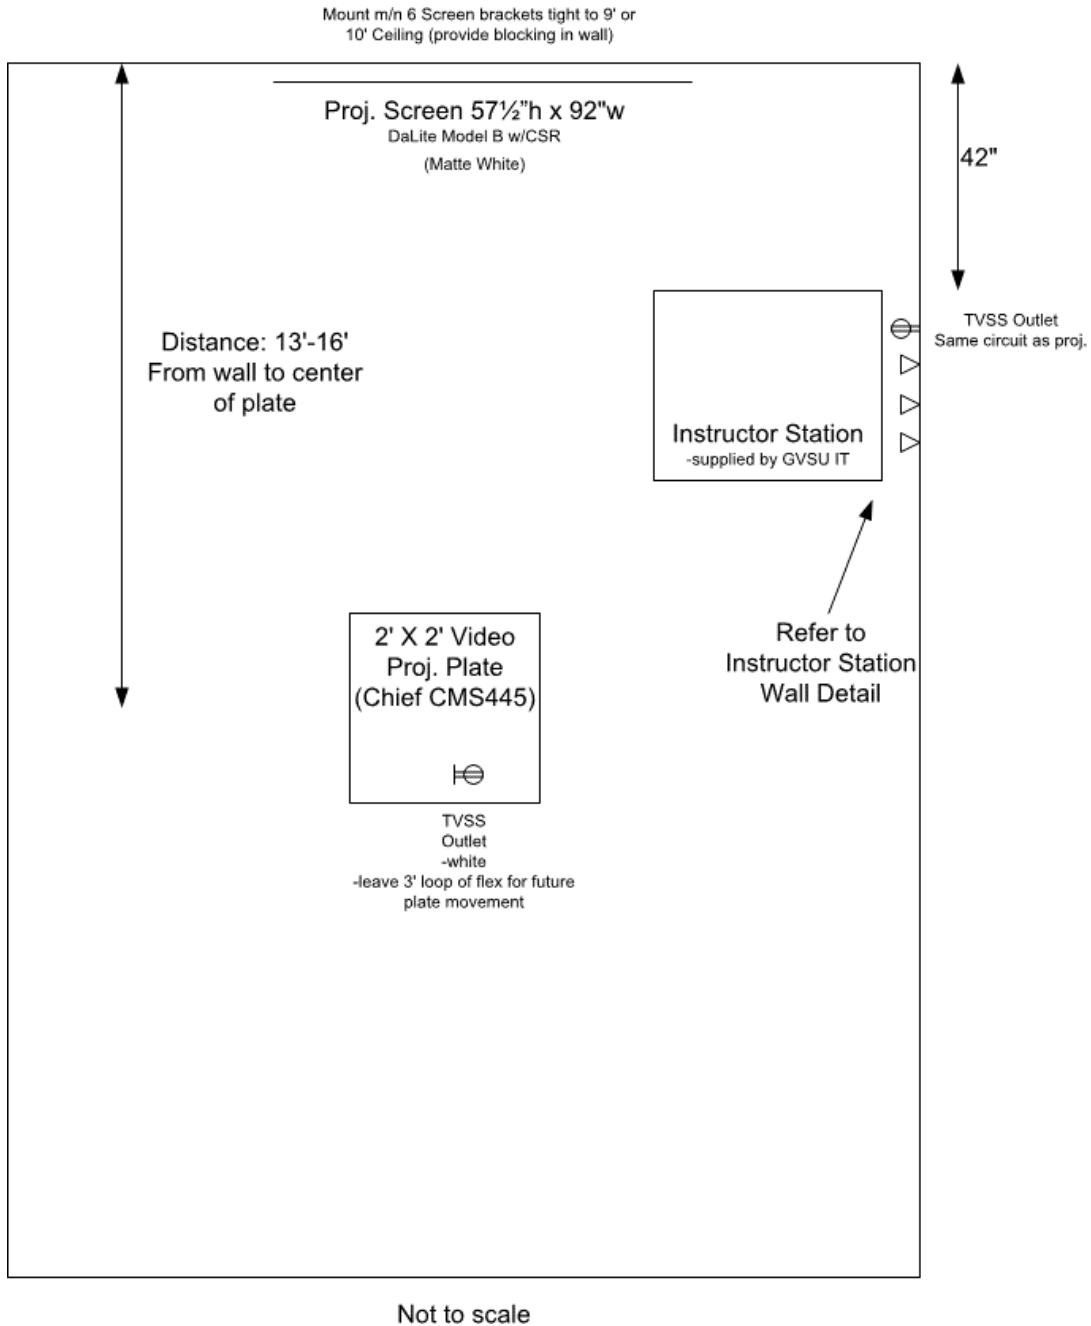 Mount m/n 6 Screen brackets tight to 9' or
10' Ceiling (provide blocking in wall)
Proj. Screen 57½”h x 92"w
DaLite Model B w/CSR
(Matte White)
42"
Distance: 13'-16'
From wall to center
of plate
TVSS Outlet
Same circuit as proj.
Instructor Station
-supplied by GVSU IT
2' X 2' Video
Proj. Plate
(Chief CMS445)
Refer to
Instructor Station
Wall Detail
TVSS
Outlet
-white
-leave 3' loop of flex for future
plate movement
Not to scale